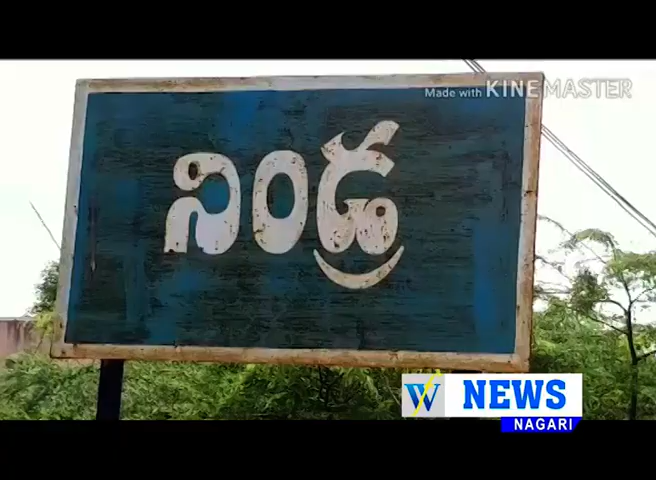 Made with KINEMASTER
నిండ్ర
W NEWS
NAGARI